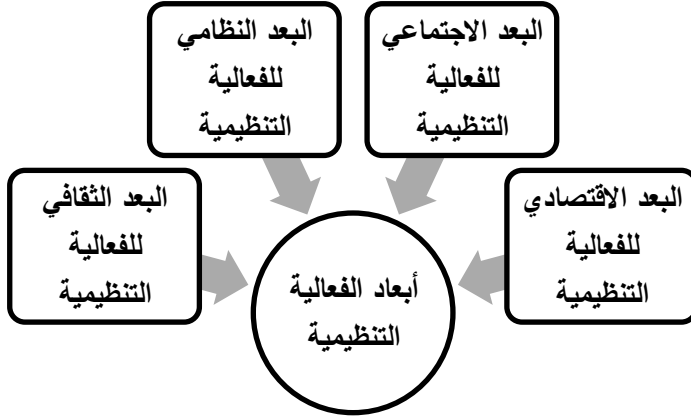 البعد الاجتماعي
للفعالية
التنظيمية
البعد النظامي
للفعالية
التنظيمية
البعد الاقتصادي
للفعالية
التنظيمية
البعد الثقافي
للفعالية
التنظيمية
أبعاد الفعالية
التنظيمية